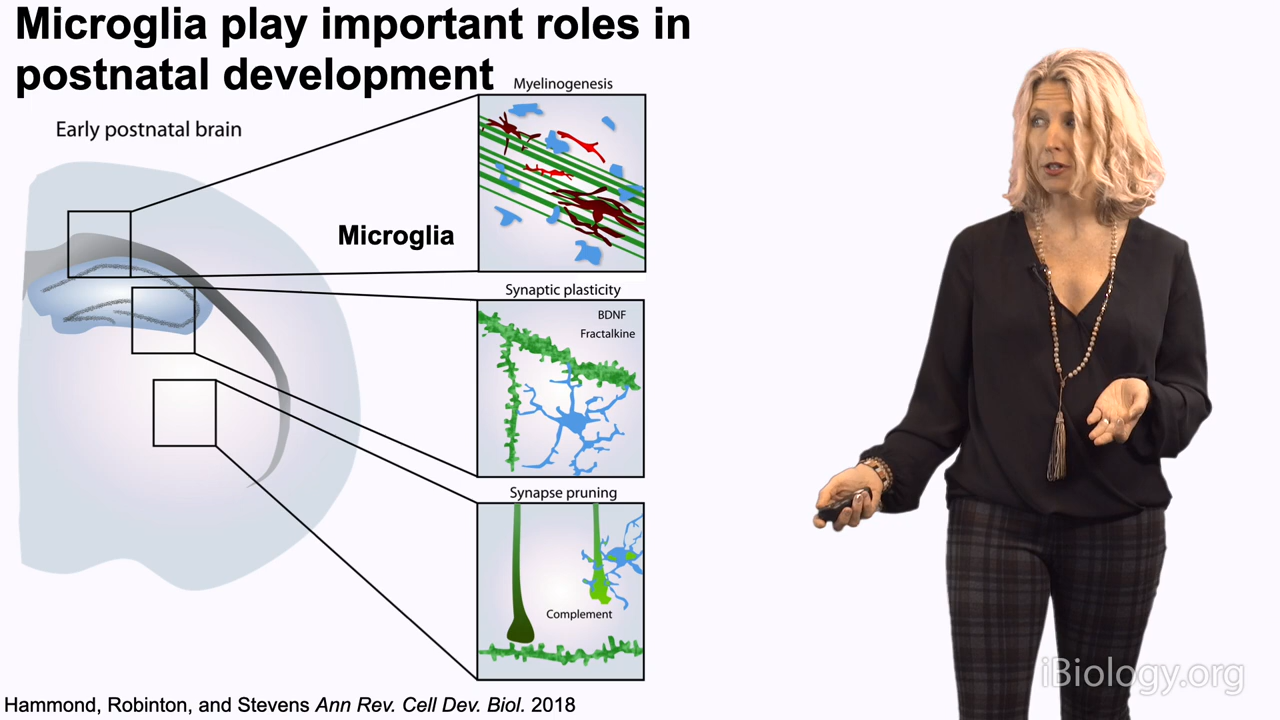 Microglia play important roles in
postnatal development
Myelinogenesis
Early postnatal brain
Microglia
Synaptic plasticity
BDNF
Fractalkine
Synapse pruning
Complement
Hammond, Robinton, and Stevens Ann Rev. Cell Dev. Biol. 2018
iBiology.org